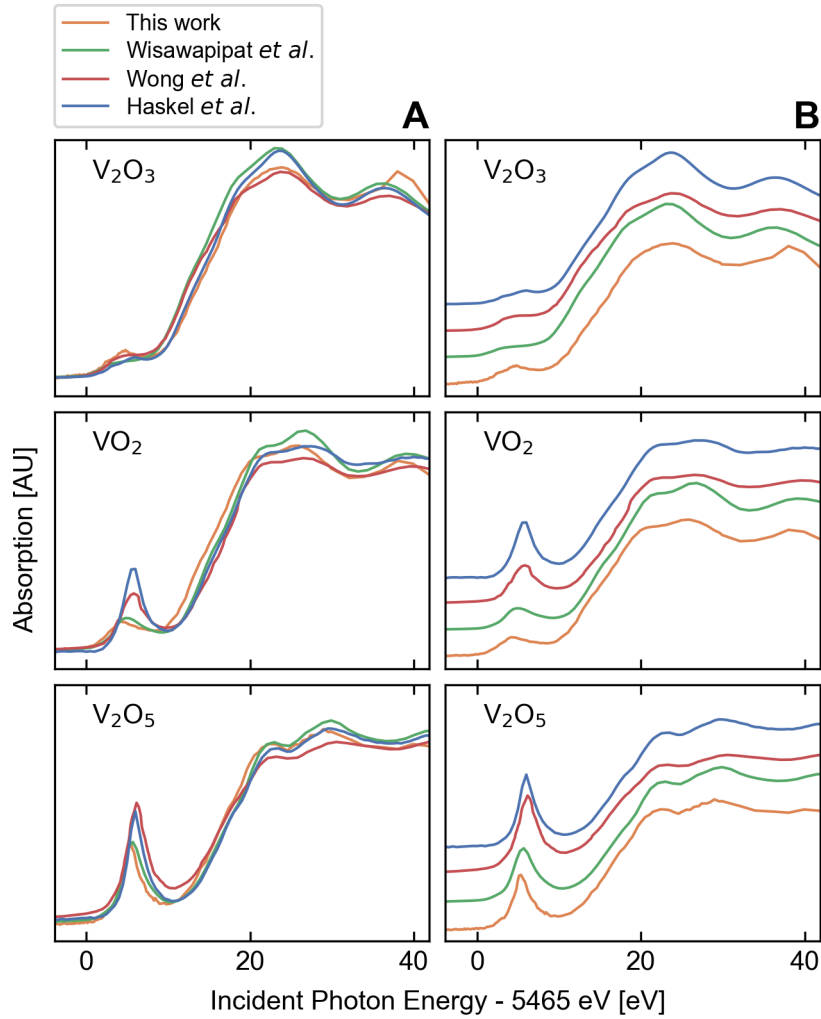 This work
Wisawapipat et al.
Wong et al.
Haskel et al.
A
B
V₂O₃
V₂O₃
VO₂
VO₂
V₂O₅
V₂O₅
Absorption [AU]
0 20 40 0 20 40
Incident Photon Energy - 5465 eV [eV]